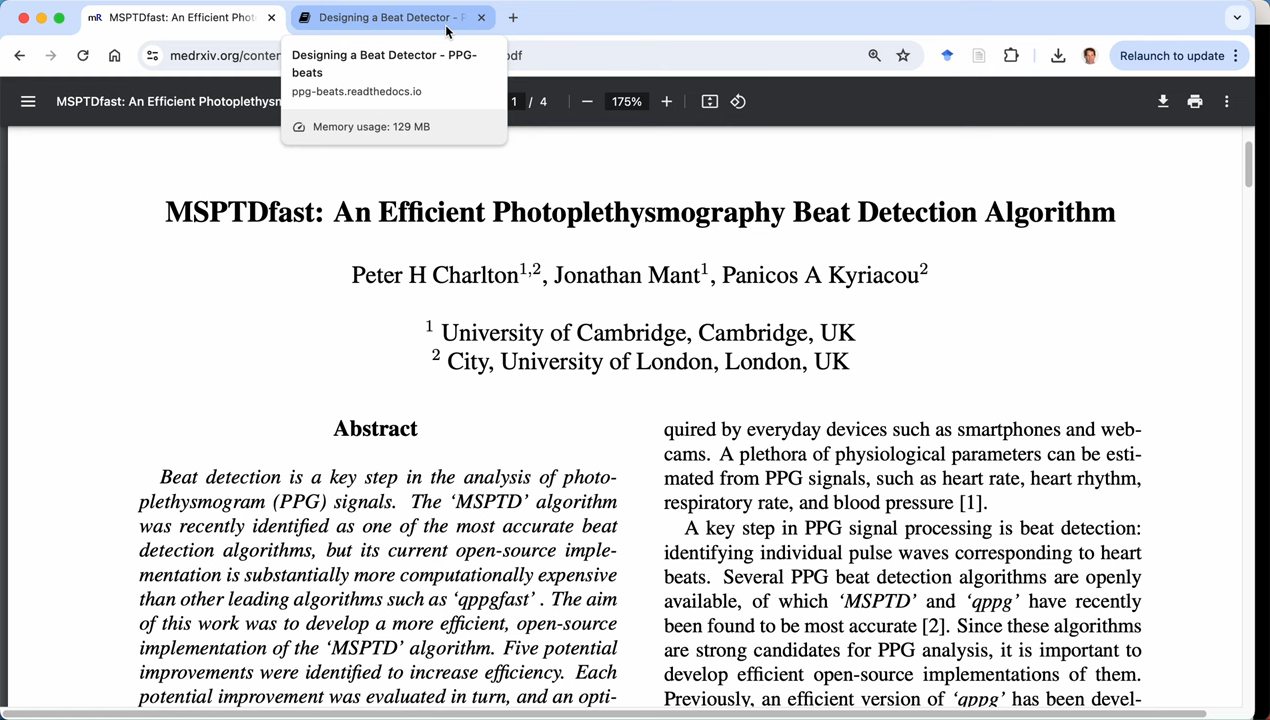 MSPTDfast: An Efficient Phot
Designing a Beat Detector -
medrxiv.org/conten
df
Relaunch to update
Designing a Beat Detector - PPG-
beats
ppg-beats.readthedocs.io
Memory usage: 129 MB
MSPTDfast: An Efficient Photoplethysm
1 / 4
175%
MSPTDfast: An Efficient Photoplethysmography Beat Detection Algorithm
Peter H Charlton1,2, Jonathan Mant1, Panicos A Kyriacou2
1 University of Cambridge, Cambridge, UK
2 City, University of London, London, UK
Abstract
Beat detection is a key step in the analysis of photo-
plethysmogram (PPG) signals. The ‘MSPTD’ algorithm
was recently identified as one of the most accurate beat
detection algorithms, but its current open-source imple-
mentation is substantially more computationally expensive
than other leading algorithms such as ‘qppgfast’ . The aim
of this work was to develop a more efficient, open-source
implementation of the ‘MSPTD’ algorithm. Five potential
improvements were identified to increase efficiency. Each
potential improvement was evaluated in turn, and an opti-
quired by everyday devices such as smartphones and web-
cams. A plethora of physiological parameters can be esti-
mated from PPG signals, such as heart rate, heart rhythm,
respiratory rate, and blood pressure [1].
A key step in PPG signal processing is beat detection:
identifying individual pulse waves corresponding to heart
beats. Several PPG beat detection algorithms are openly
available, of which ‘MSPTD’ and ‘qppg’ have recently
been found to be most accurate [2]. Since these algorithms
are strong candidates for PPG analysis, it is important to
develop efficient open-source implementations of them.
Previously, an efficient version of ‘qppg’ has been devel-